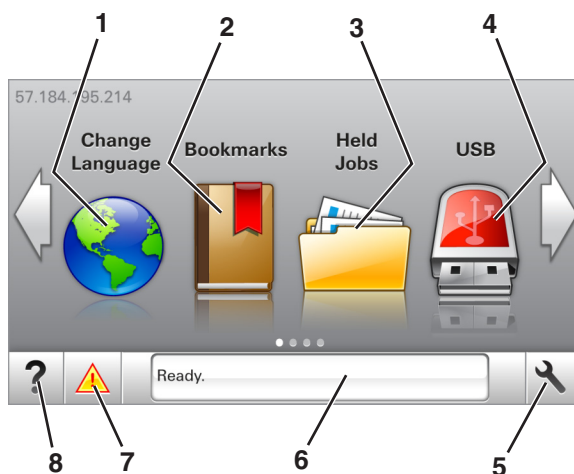 1 2 3 4
57.184.195.214
Change
Language
Bookmarks
Held
Jobs
USB
?
Ready.
8 7 6 5